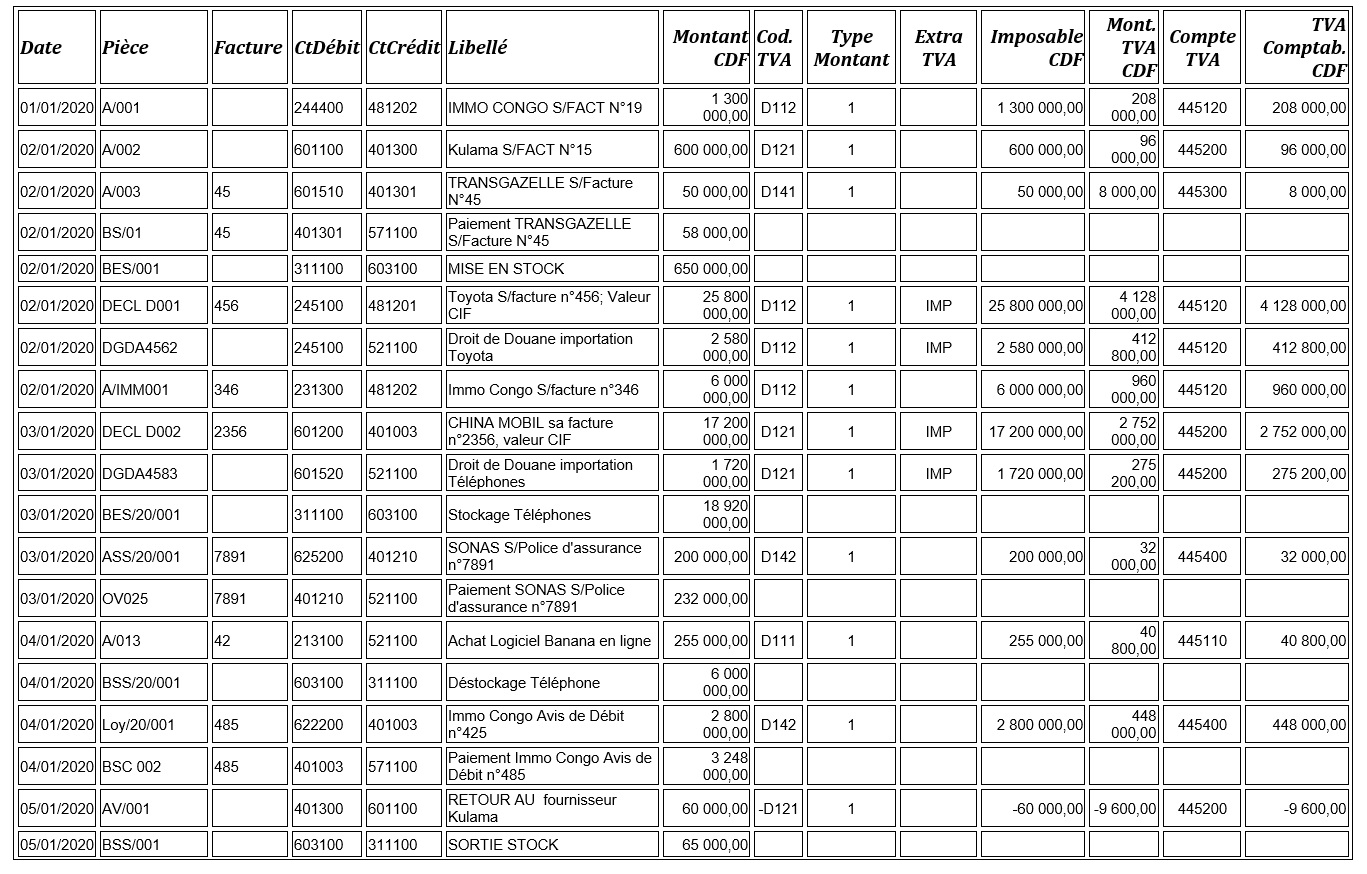 Date Pièce Facture CtDébit CtCrédit Libellé Montant CDF Cod. TVA Type Montant Extra TVA Imposable CDF Mont. TVA CDF Compte TVA TVA Comptab. CDF
01/01/2020 A/001 244400 481202 IMMO CONGO S/FACT N°19 1 300 000,00 D112 1 1 300 000,00 208 000,00 445120 208 000,00
02/01/2020 A/002 601100 401300 Kulama S/FACT N°15 600 000,00 D121 1 600 000,00 96 000,00 445200 96 000,00
02/01/2020 A/003 45 601510 401301 TRANSGAZELLE S/Facture N°45 50 000,00 D141 1 50 000,00 8 000,00 445300 8 000,00
02/01/2020 BS/01 45 401301 571100 Paiement TRANSGAZELLE S/Facture N°45 58 000,00
02/01/2020 BES/001 311100 603100 MISE EN STOCK 650 000,00
02/01/2020 DECL D001 456 245100 481201 Toyota S/facture n°456; Valeur CIF 25 800 000,00 D112 1 IMP 25 800 000,00 4 128 000,00 445120 4 128 000,00
02/01/2020 DGDA4562 245100 521100 Droit de Douane importation Toyota 2 580 000,00 D112 1 IMP 2 580 000,00 412 800,00 445120 412 800,00
02/01/2020 A/IMM001 346 231300 481202 Immo Congo S/facture n°346 6 000 000,00 D112 1 6 000 000,00 960 000,00 445120 960 000,00
03/01/2020 DECL D002 2356 601200 401003 CHINA MOBIL sa facture n°2356, valeur CIF 17 200 000,00 D121 1 IMP 17 200 000,00 2 752 000,00 445200 2 752 000,00
03/01/2020 DGDA4583 601520 521100 Droit de Douane importation Téléphones 1 720 000,00 D121 1 IMP 1 720 000,00 275 200,00 445200 275 200,00
03/01/2020 BES/20/001 311100 603100 Stockage Téléphones 18 920 000,00
03/01/2020 ASS/20/001 7891 625200 401210 SONAS S/Police d'assurance n°7891 200 000,00 D142 1 200 000,00 32 000,00 445400 32 000,00
03/01/2020 OV025 7891 401210 521100 Paiement SONAS S/Police d'assurance n°7891 232 000,00
04/01/2020 A/013 42 213100 521100 Achat Logiciel Banana en ligne 255 000,00 D111 1 255 000,00 40 800,00 445110 40 800,00
04/01/2020 BSS/20/001 603100 311100 Déstockage Téléphone 6 000 000,00
04/01/2020 Loy/20/001 485 622200 401003 Immo Congo Avis de Débit n°425 2 800 000,00 D142 1 2 800 000,00 448 000,00 445400 448 000,00
04/01/2020 BSC 002 485 401003 571100 Paiement Immo Congo Avis de Débit n°485 3 248 000,00
05/01/2020 AV/001 401300 601100 RETOUR AU fournisseur Kulama 60 000,00 -D121 1 -60 000,00 -9 600,00 445200 -9 600,00
05/01/2020 BSS/001 603100 311100 SORTIE STOCK 65 000,00